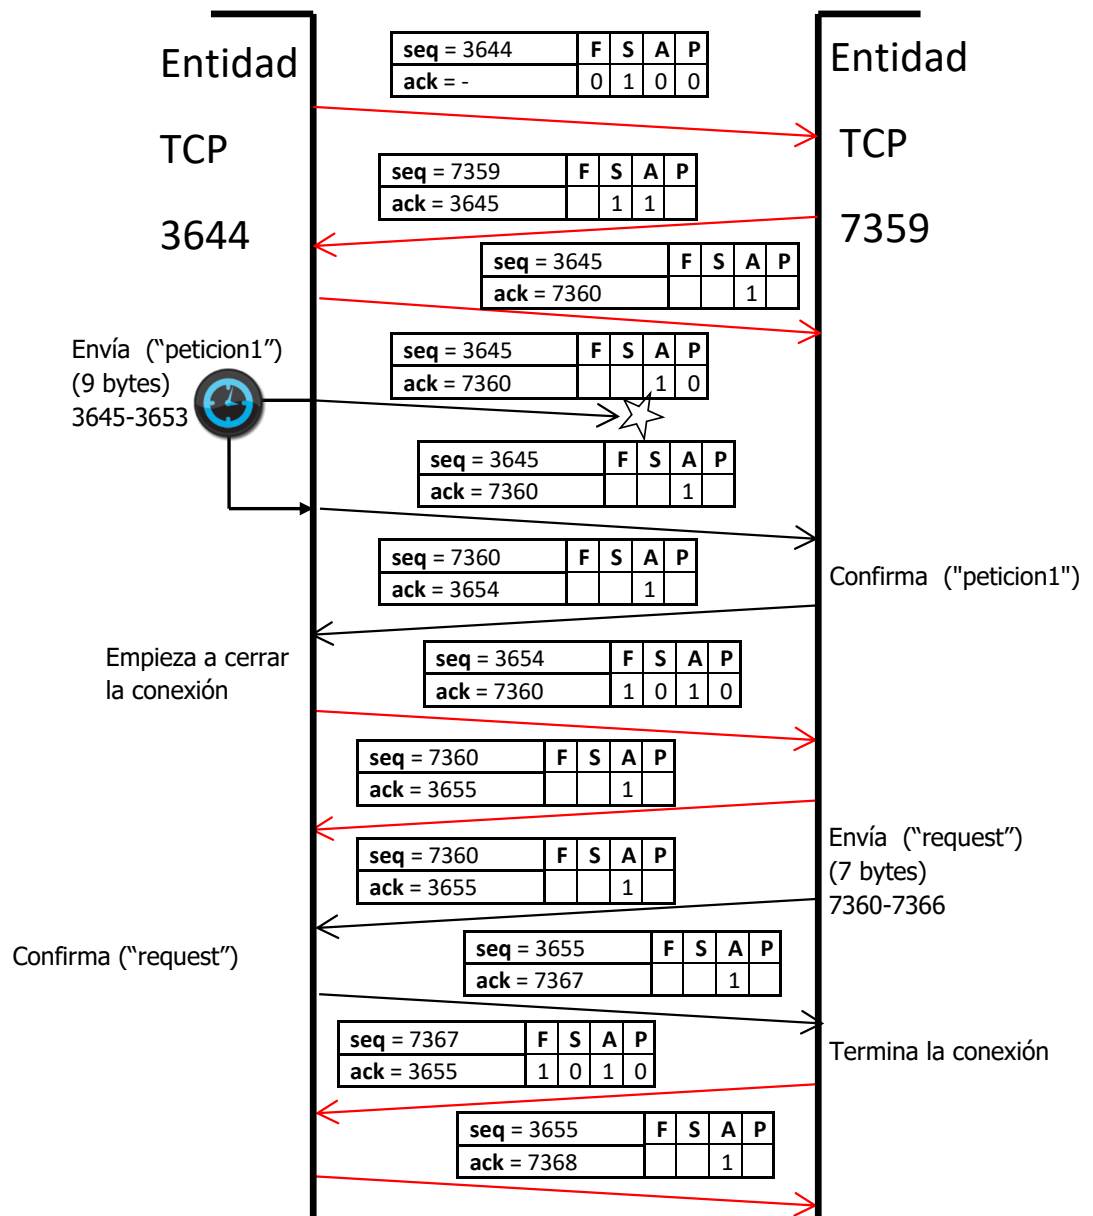 Entidad
TCP
3644
Entidad
TCP
7359
seq = 3644 F S A P
ack = - 0 1 0 0
seq = 7359 F S A P
ack = 3645 1 1
seq = 3645 F S A P
ack = 7360 1
Envía (“peticion1”)
(9 bytes)
3645-3653
seq = 3645 F S A P
ack = 7360 1 0
seq = 3645 F S A P
ack = 7360 1
seq = 7360 F S A P
ack = 3654 1
Confirma ("peticion1")
Empieza a cerrar
la conexión
seq = 3654 F S A P
ack = 7360 1 0 1 0
seq = 7360 F S A P
ack = 3655 1
Envía (“request”)
(7 bytes)
7360-7366
seq = 7360 F S A P
ack = 3655 1
Confirma (“request”)
seq = 3655 F S A P
ack = 7367 1
Termina la conexión
seq = 7367 F S A P
ack = 3655 1 0 1 0
seq = 3655 F S A P
ack = 7368 1